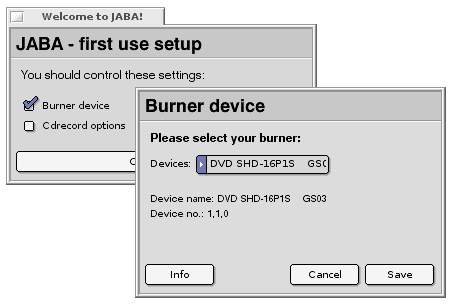 Welcome to JABA!
JABA - first use setup
You should control these settings:
Burner device
Cdrecord options
Burner device
Please select your burner:
Devices: DVD SHD-16P1S GS0
Device name: DVD SHD-16P1S GS03
Device no.: 1,1,0
Info Cancel Save